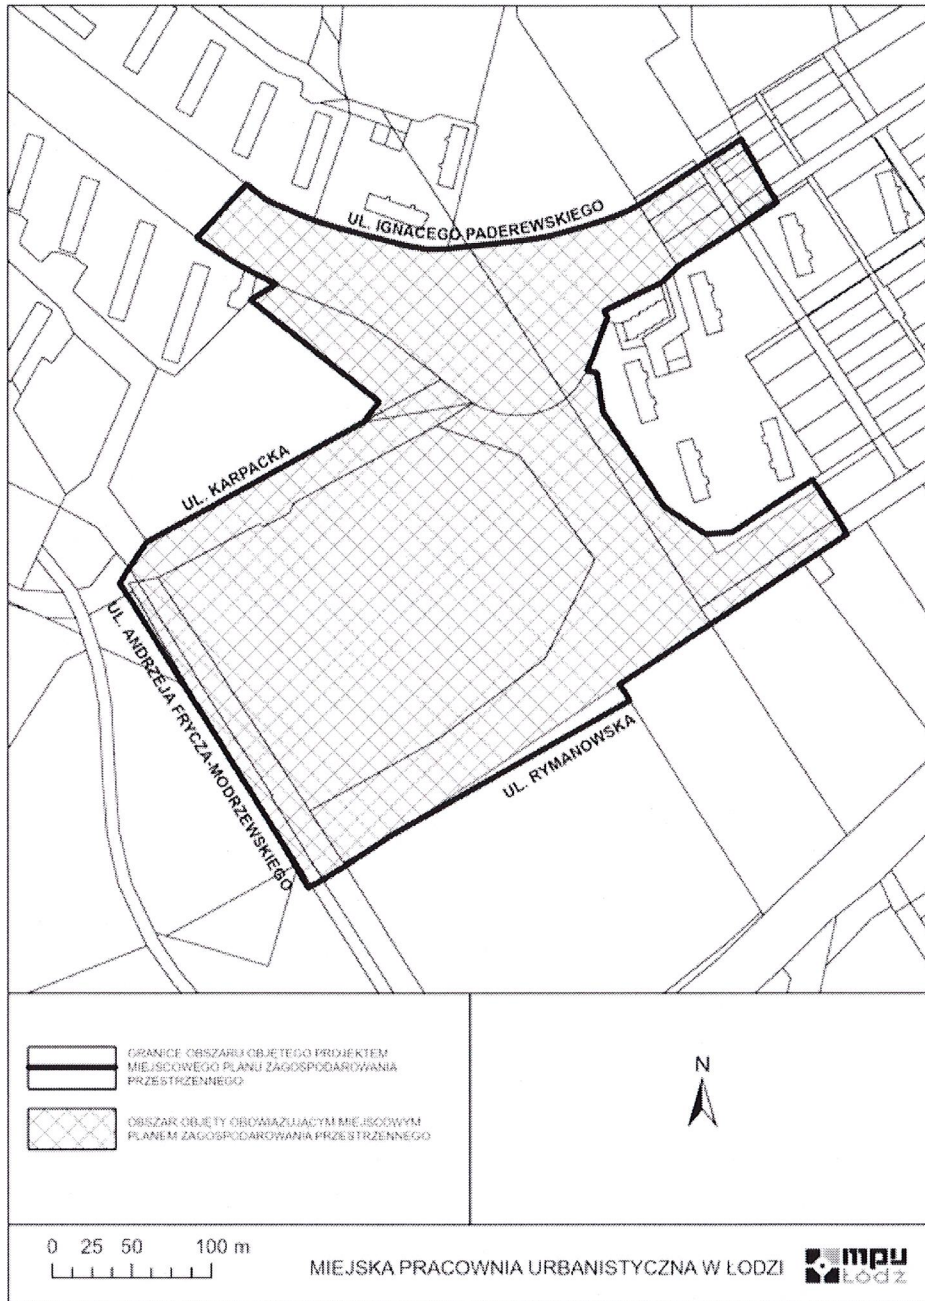 UL. IGNACEGO PADEREWSKIEGO
UL. KARPACKA
UL. ANDRZEJA FRYCZA-MODRZEWSKIEGO
UL. RYMANOWSKA
GRANICE OBSZARU OBJĘTEGO PROJEKTEM
MIEJSCOWEGO PLANU ZAGOSPODAROWANIA
PRZESTRZENNEGO
OBSZAR OBJĘTY OBOWIĄZUJĄCYM MIEJSCOWYM
PLANEM ZAGOSPODAROWANIA PRZESTRZENNEGO
N
0 25 50 100 m
MIEJSKA PRACOWNIA URBANISTYCZNA W ŁODZI
mpu
Łódź